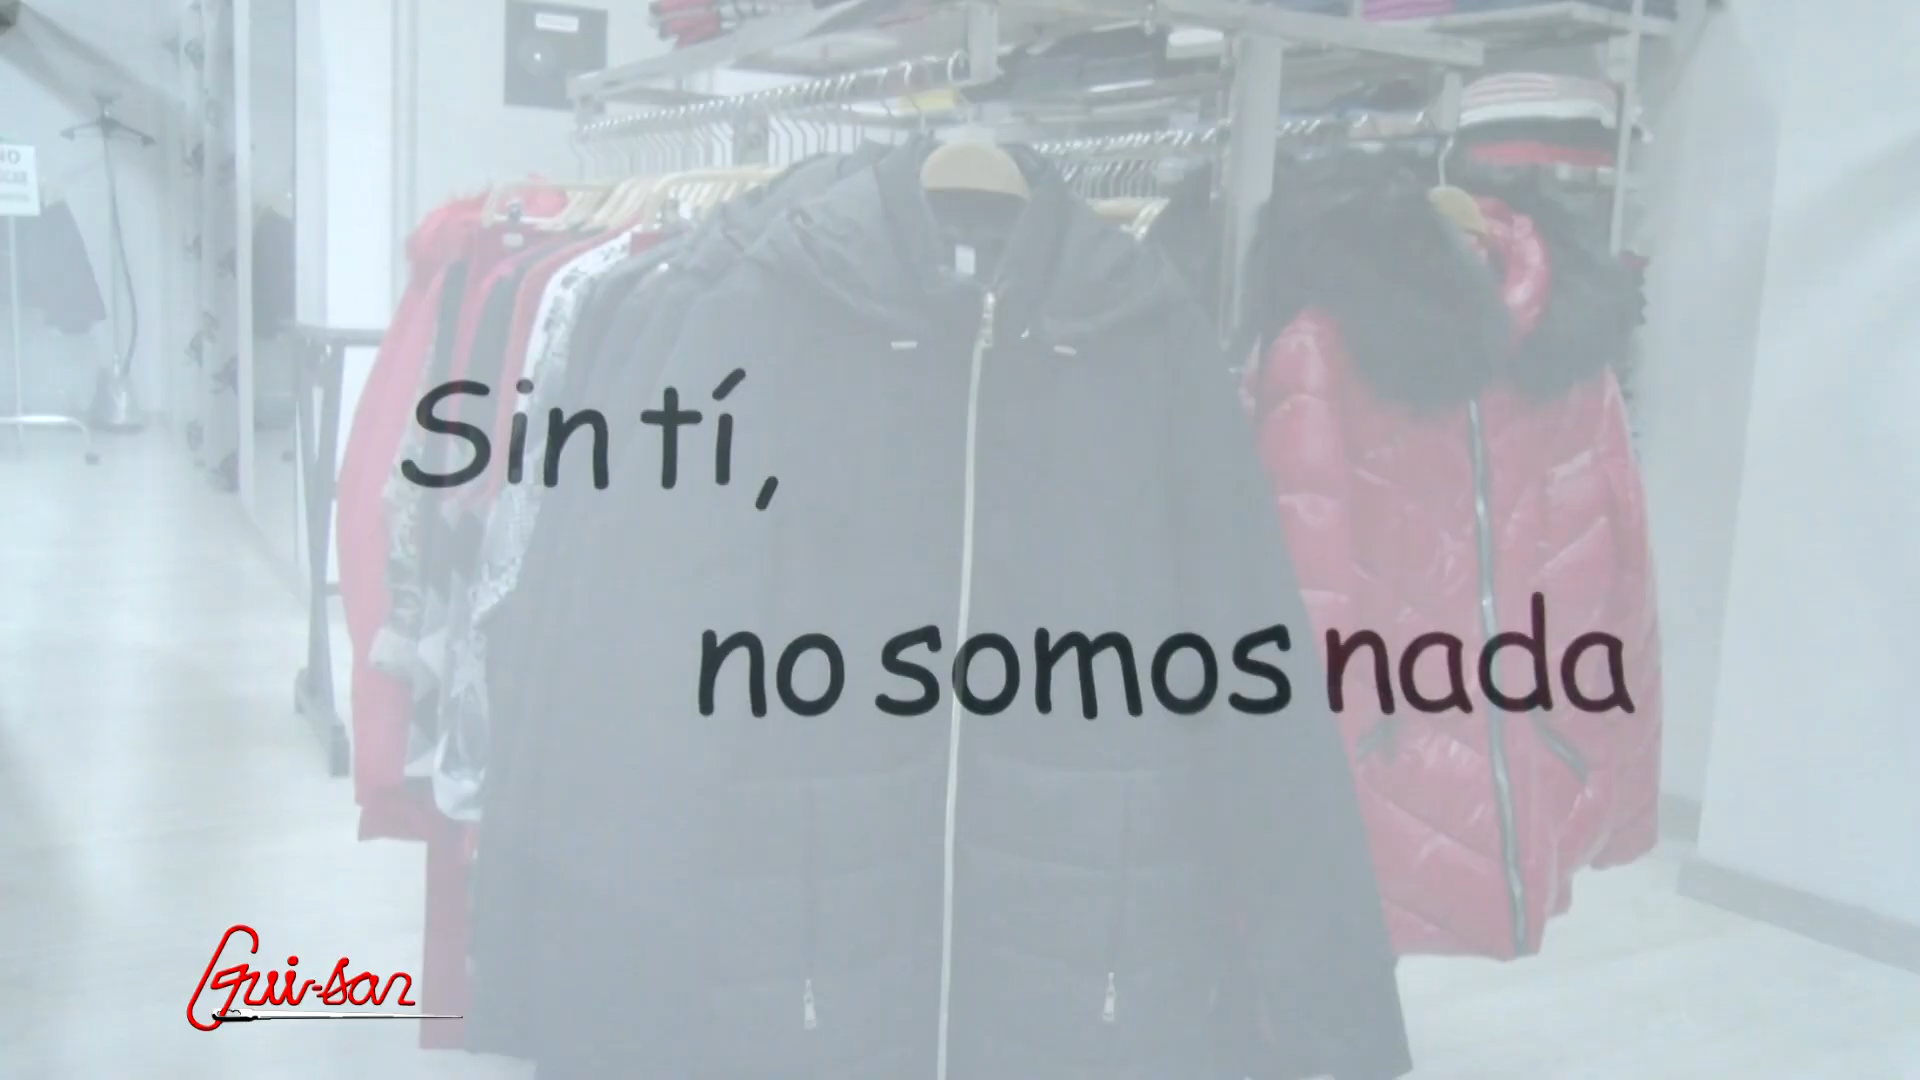 Sin tí,
no somos nada
Gui-san